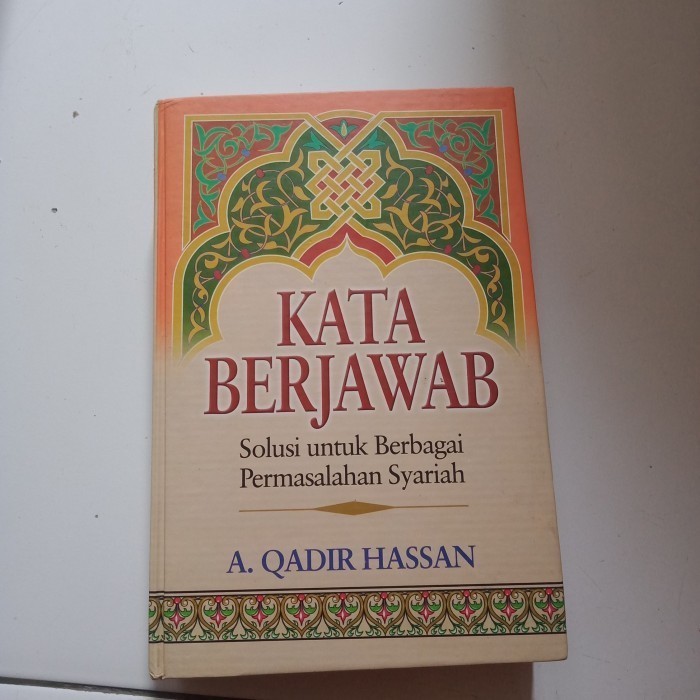 KATA
BERJAWAB
Solusi untuk Berbagai
Permasalahan Syariah
A. QADIR HASSAN